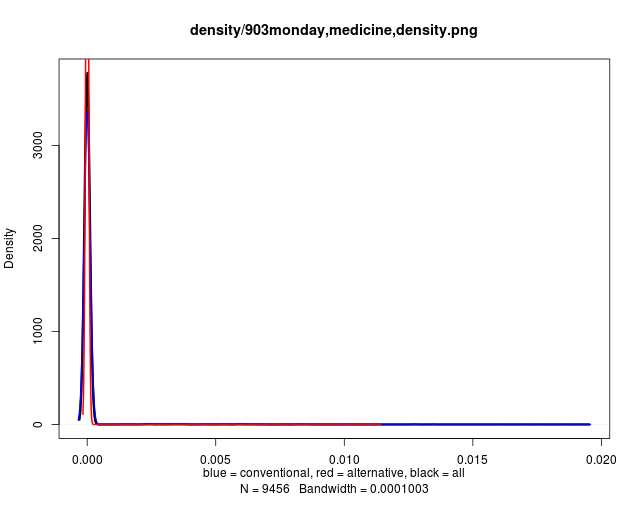 density/903monday,medicine,density.png
Density
3000
2000
1000
0
0.000 0.005 0.010 0.015 0.020
blue = conventional, red = alternative, black = all
N = 9456 Bandwidth = 0.0001003